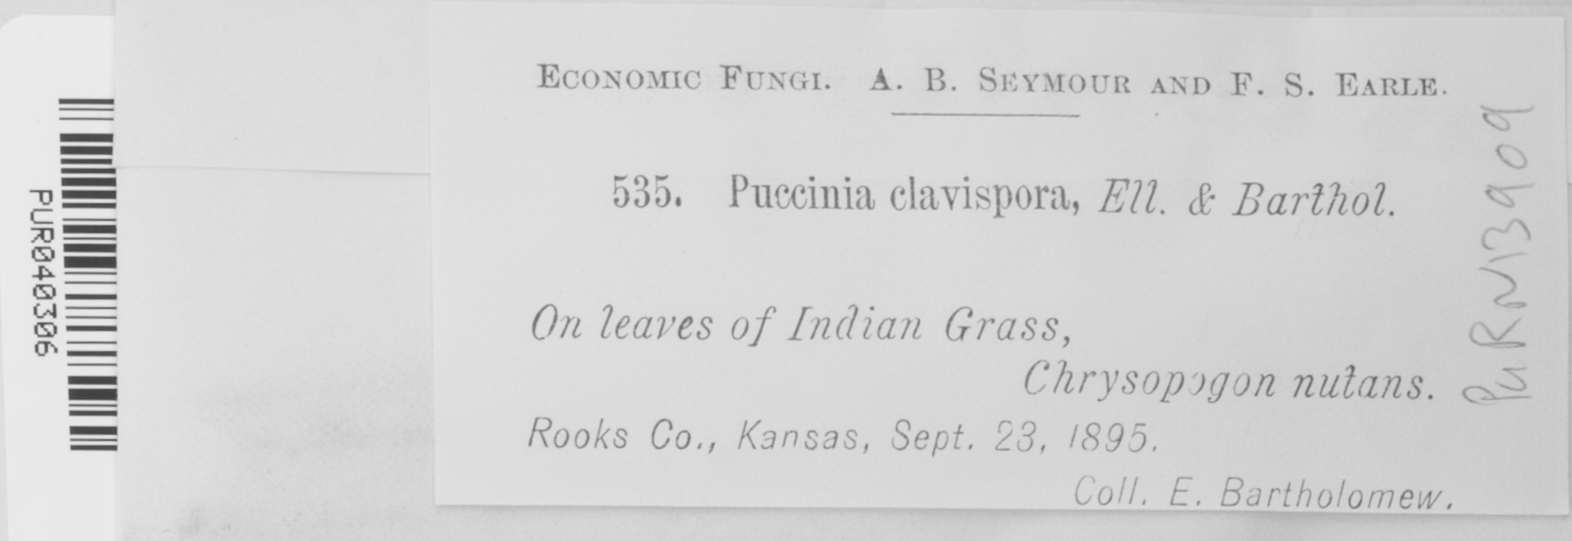 ECONOMIC FUNGI. A. B. SEYMOUR AND F. S. EARLE.
535. Puccinia clavispora, Ell. & Barthol.
On leaves of Indian Grass,
Chrysopogon nutans.
Rooks Co., Kansas, Sept. 23, 1895.
Coll. E. Bartholomew.
PUR N13909
PUR040306